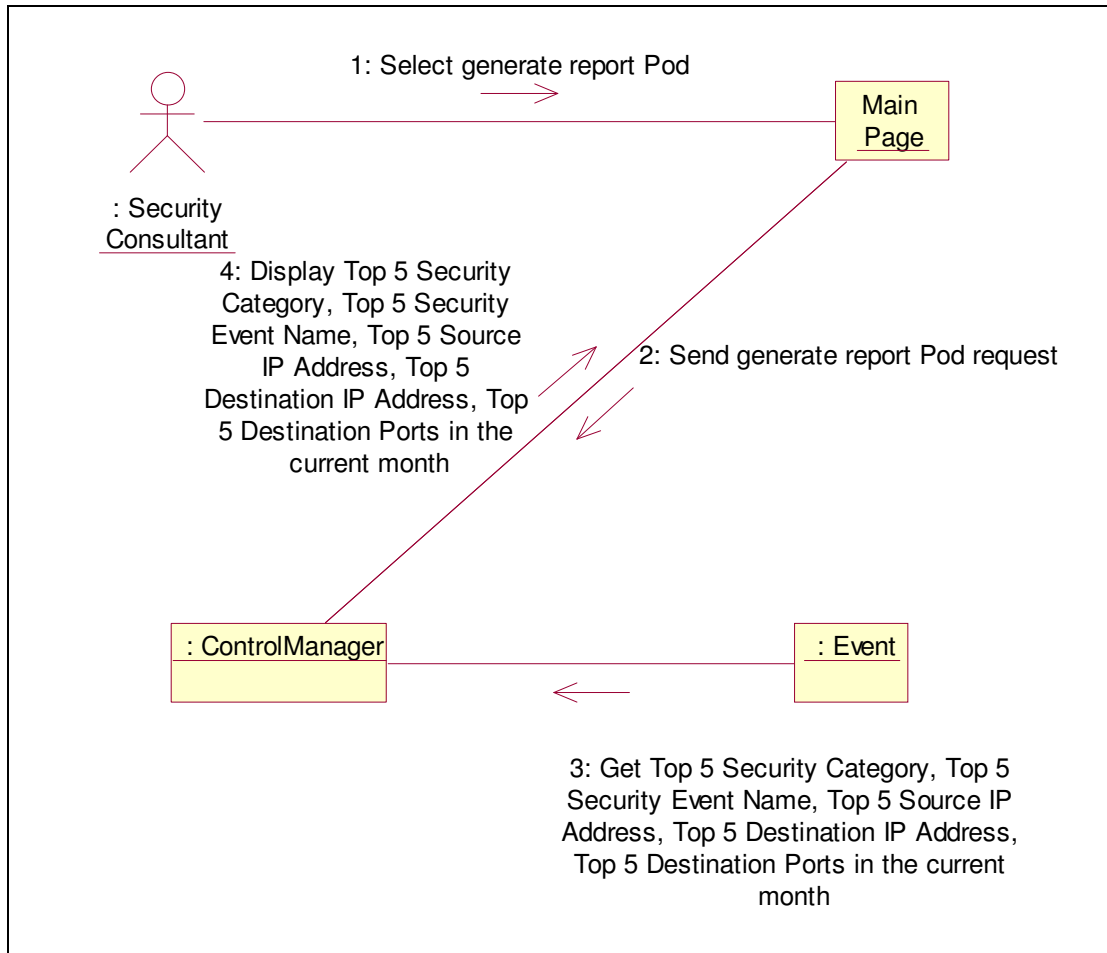 1: Select generate report Pod
Main
Page
: Security
Consultant
4: Display Top 5 Security
Category, Top 5 Security
Event Name, Top 5 Source
IP Address, Top 5
Destination IP Address, Top
5 Destination Ports in the
current month
2: Send generate report Pod request
: ControlManager
: Event
3: Get Top 5 Security Category, Top 5
Security Event Name, Top 5 Source IP
Address, Top 5 Destination IP Address,
Top 5 Destination Ports in the current
month